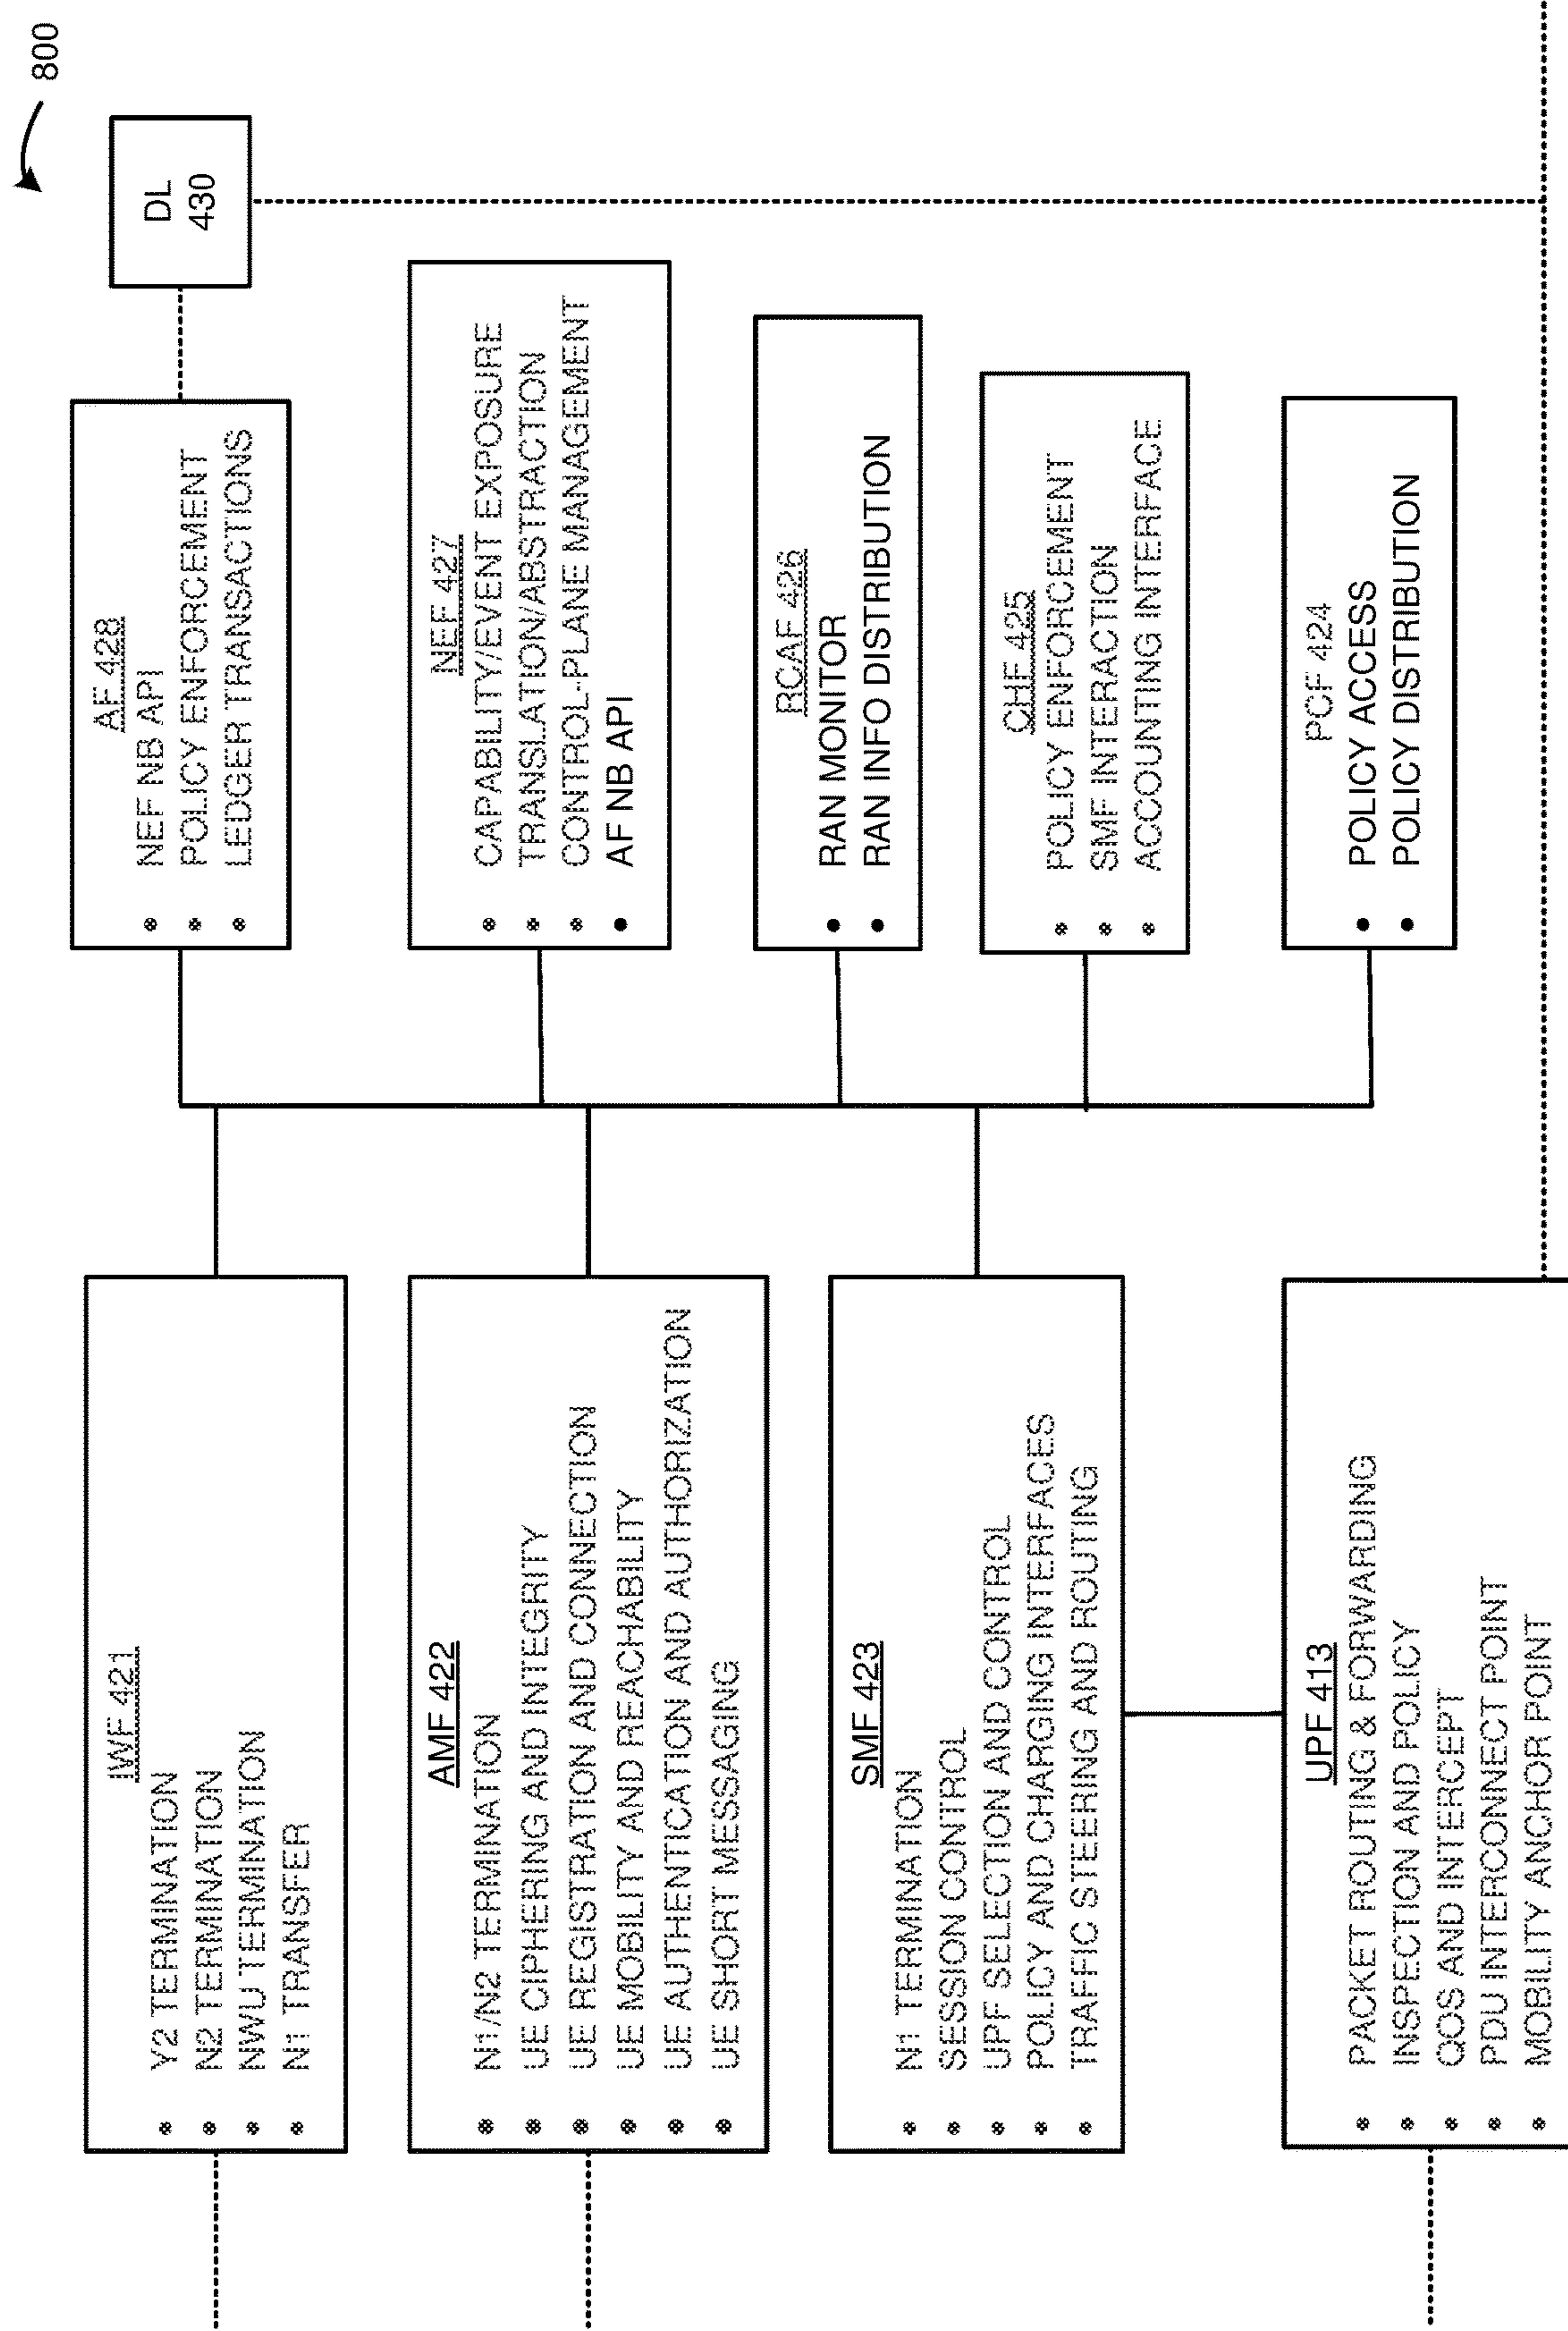 800
DL
430
AF 428
NEF NB API
POLICY ENFORCEMENT
LEDGER TRANSACTIONS
NEF 427
CAPABILITY/EVENT EXPOSURE
TRANSLATION/ABSTRACTION
CONTROL-PLANE MANAGEMENT
AF NB API
RCAF 426
RAN MONITOR
RAN INFO DISTRIBUTION
CHF 425
POLICY ENFORCEMENT
SMF INTERACTION
ACCOUNTING INTERFACE
PCF 424
POLICY ACCESS
POLICY DISTRIBUTION
IWF 421
Y2 TERMINATION
N2 TERMINATION
NWU TERMINATION
N1 TRANSFER
AMF 422
N1/N2 TERMINATION
UE CIPHERING AND INTEGRITY
UE REGISTRATION AND CONNECTION
UE MOBILITY AND REACHABILITY
UE AUTHENTICATION AND AUTHORIZATION
UE SHORT MESSAGING
SMF 423
N1 TERMINATION
SESSION CONTROL
UPF SELECTION AND CONTROL
POLICY AND CHARGING INTERFACES
TRAFFIC STEERING AND ROUTING
UPF 413
PACKET ROUTING & FORWARDING
INSPECTION AND POLICY
QOS AND INTERCEPT
PDU INTERCONNECT POINT
MOBILITY ANCHOR POINT